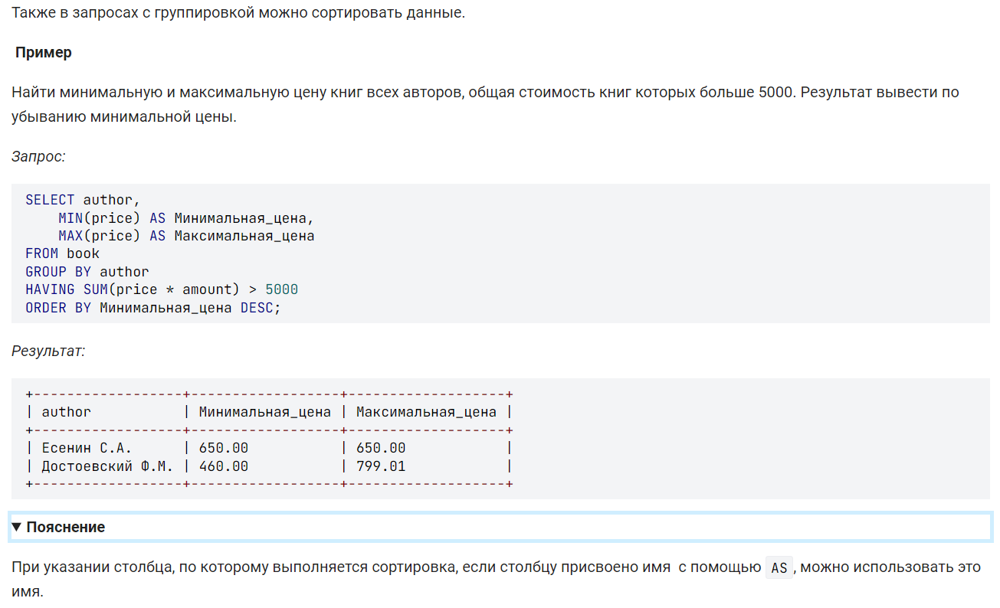 Также в запросах с группировкой можно сортировать данные.
Пример
Найти минимальную и максимальную цену книг всех авторов, общая стоимость книг которых больше 5000. Результат вывести по
убыванию минимальной цены.
Запрос:
SELECT author,
    MIN(price) AS Минимальная_цена,
    MAX(price) AS Максимальная_цена
FROM book
GROUP BY author
HAVING SUM(price * amount) > 5000
ORDER BY Минимальная_цена DESC;
Результат:
+------------------+------------------+-------------------+
| author           | Минимальная_цена | Максимальная_цена |
+------------------+------------------+-------------------+
| Есенин С.А.      | 650.00           | 650.00            |
| Достоевский Ф.М. | 460.00           | 799.01            |
+------------------+------------------+-------------------+
▼ Пояснение
При указании столбца, по которому выполняется сортировка, если столбцу присвоено имя  с помощью AS, можно использовать это
имя.